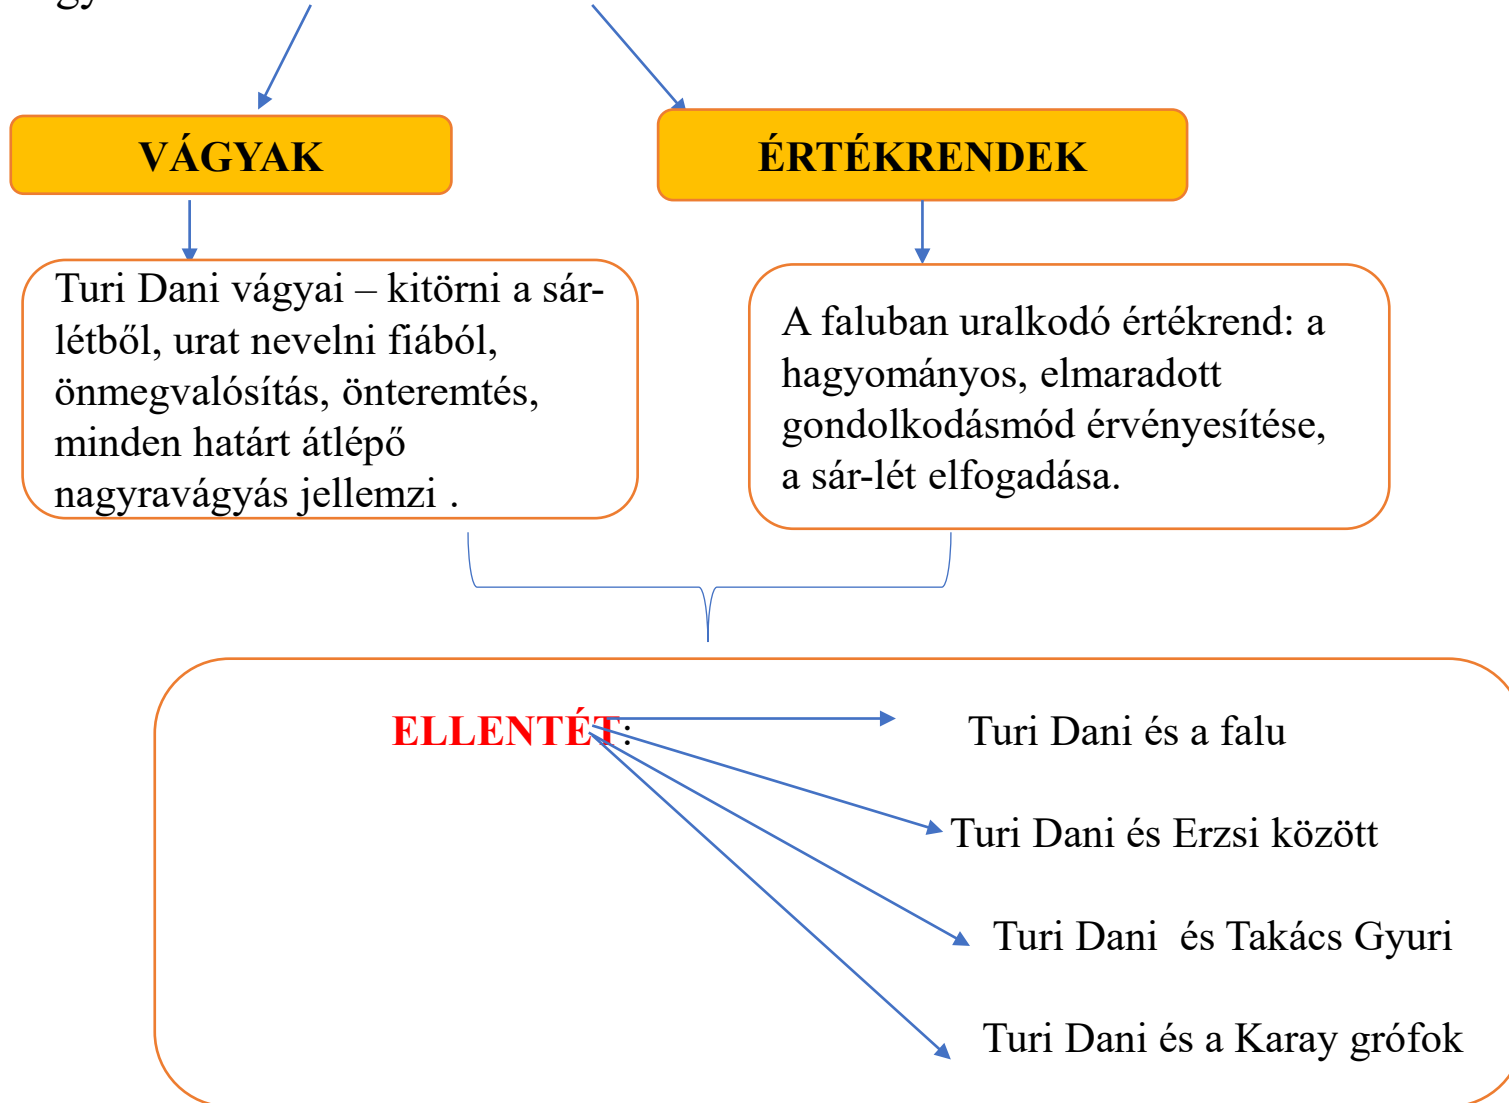 VÁGYAK
ÉRTÉKRENDEK
Turi Dani vágyai – kitörni a sár-
létből, urat nevelni fiából,
önmegvalósítás, önteremtés,
minden határt átlépő
nagyravágyás jellemzi .
A faluban uralkodó értékrend: a
hagyományos, elmaradott
gondolkodásmód érvényesítése,
a sár-lét elfogadása.
ELLENTÉT:
Turi Dani és a falu
Turi Dani és Erzsi között
Turi Dani  és Takács Gyuri
Turi Dani és a Karay grófok